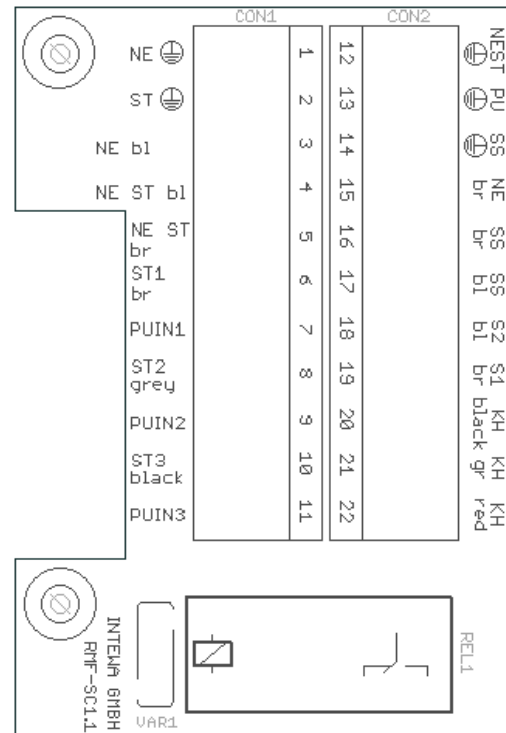 CON1 CON2
NE 1 12 NEST
ST 2 13 PU
NE bl 3 14 SS
NE ST bl 4 15 NE br
NE ST br 5 16 SS br
ST1 br 6 17 SS bl
PUIN1 7 18 S2 bl
ST2 grey 8 19 S1 br
PUIN2 9 20 KH black
ST3 black 10 21 KH gr
PUIN3 11 22 KH red
INTEWA GMBH
RMF-SC1.1
VAR1
REL1